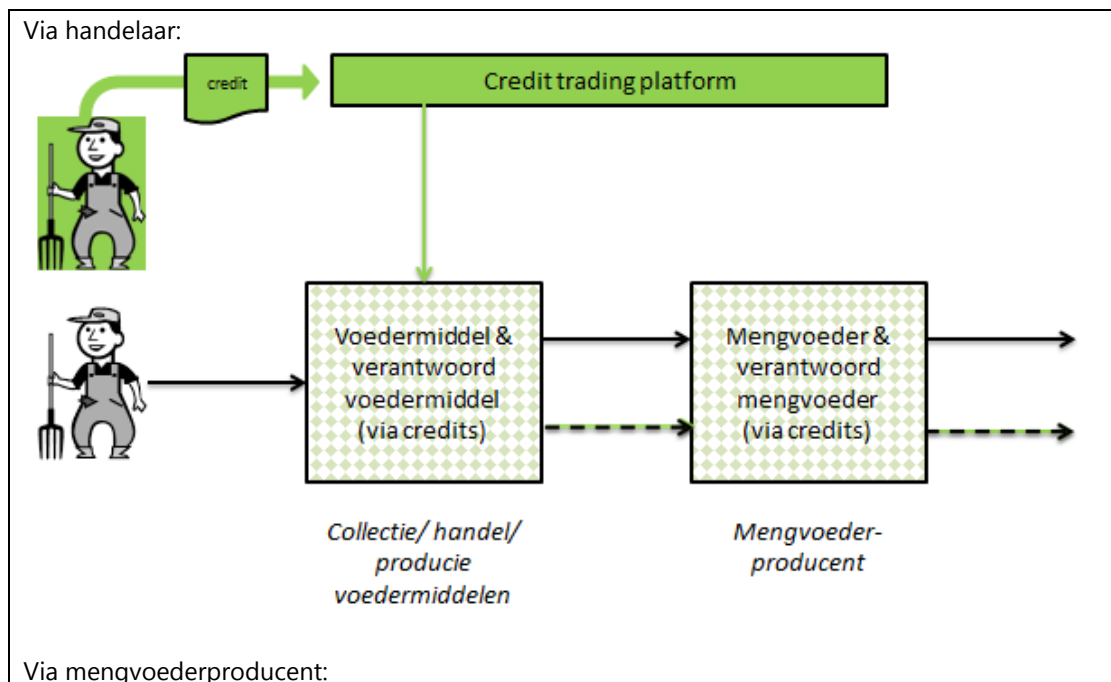 Via handelaar:
credit
Credit trading platform
Voedermiddel &
verantwoord
voedermiddel
(via credits)
Mengvoeder &
verantwoord
mengvoeder
(via credits)
Collectie/ handel/
producie
voedermiddelen
Mengvoeder-
producent
Via mengvoederproducent: